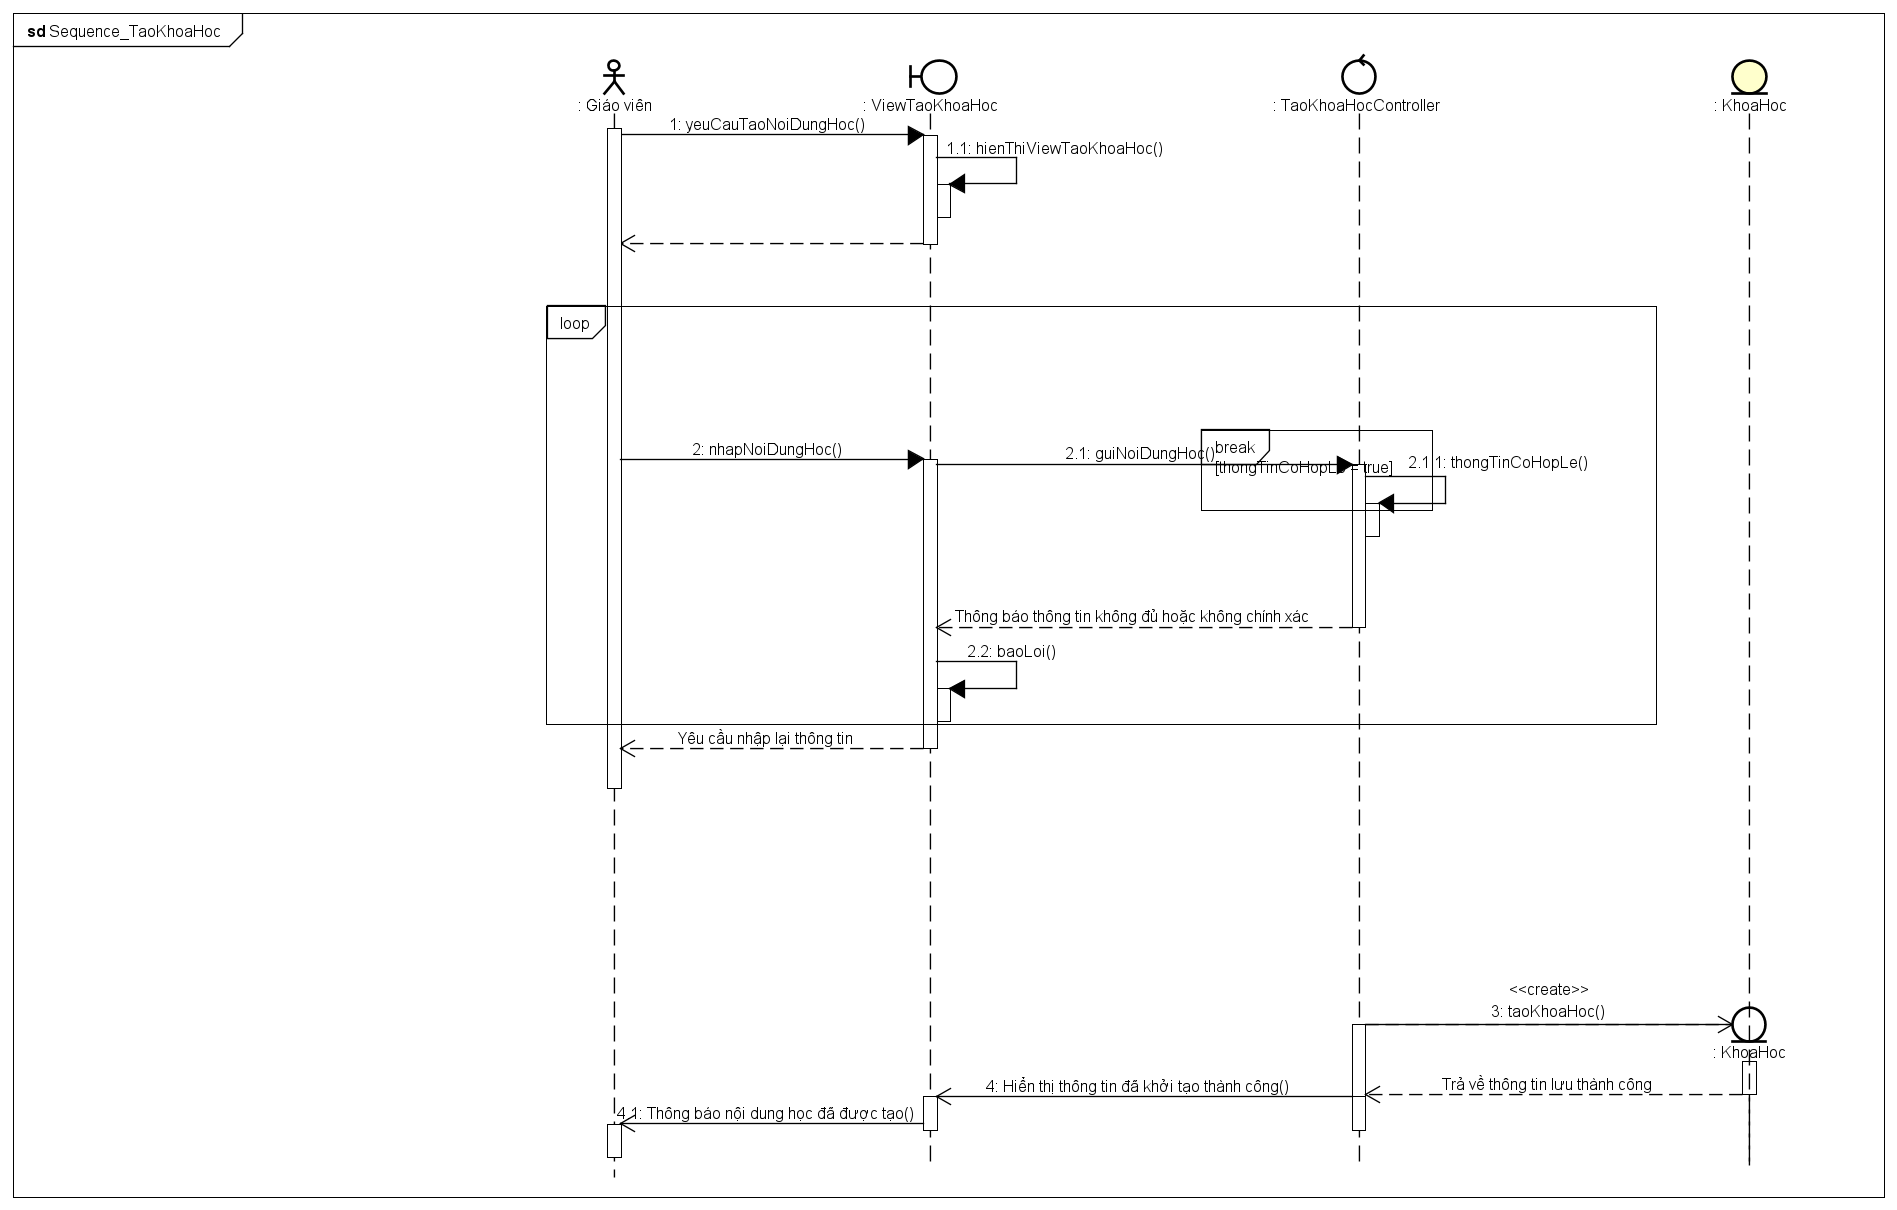 sd Sequence_TaoKhoaHoc
: Giáo viên
: ViewTaoKhoaHoc
: TaoKhoaHocController
: KhoaHoc
1: yeuCauTaoNoiDungHoc()
1.1: hienThiViewTaoKhoaHoc()
loop
break
[thongTinCoHopLe = true]
2: nhapNoiDungHoc()
2.1: guiNoiDungHoc()
2.1.1: thongTinCoHopLe()
Thông báo thông tin không đủ hoặc không chính xác
2.2: baoLoi()
Yêu cầu nhập lại thông tin
<<create>>
3: taoKhoaHoc()
: KhoaHoc
Trả về thông tin lưu thành công
4: Hiển thị thông tin đã khởi tạo thành công()
4.1: Thông báo nội dung học đã được tạo()